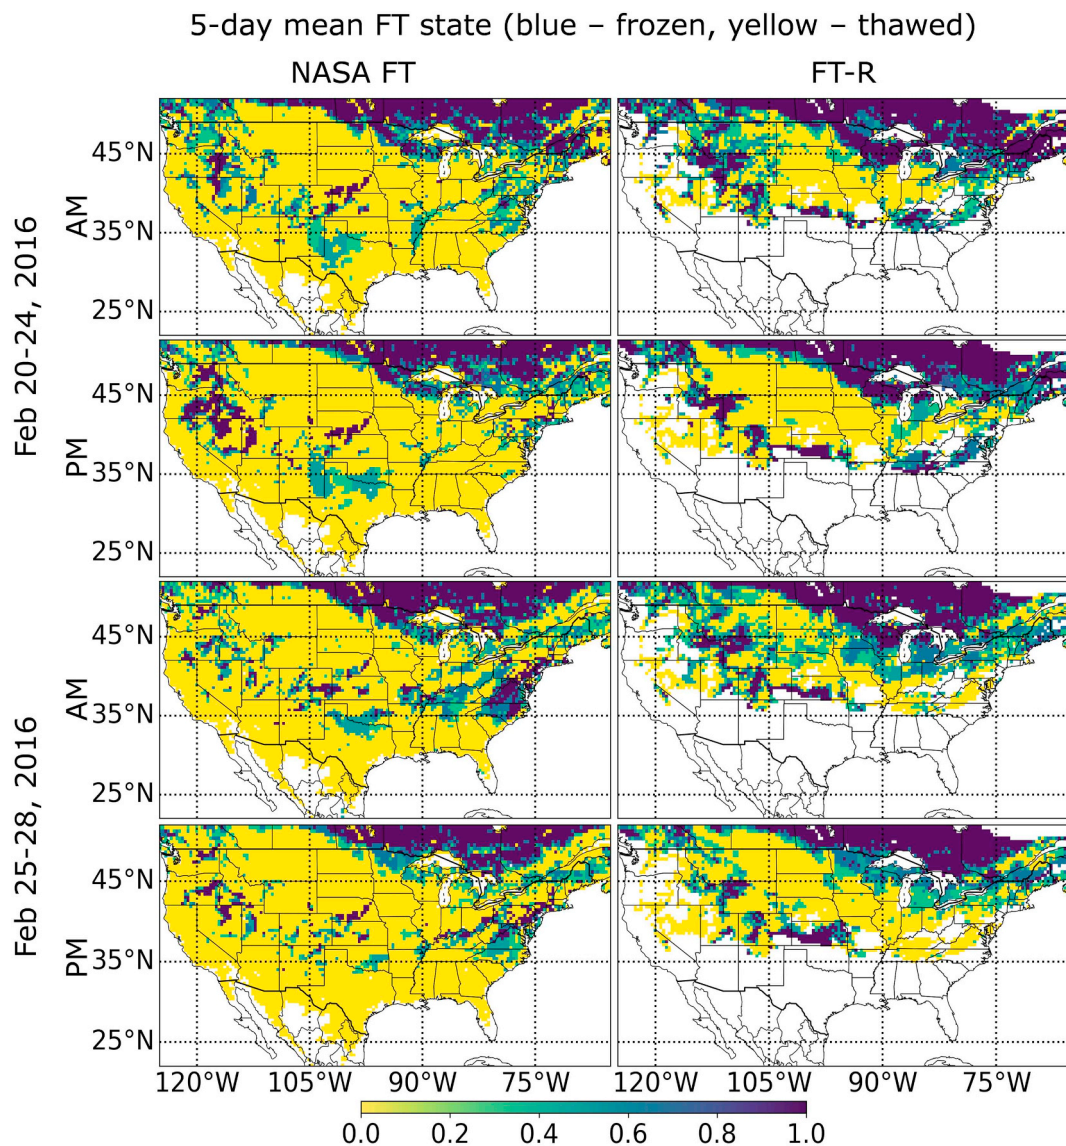 5-day mean FT state (blue – frozen, yellow – thawed)
NASA FT
FT-R
Feb 20-24, 2016
AM
45°N
35°N
25°N
PM
45°N
35°N
25°N
Feb 25-28, 2016
AM
45°N
35°N
25°N
PM
45°N
35°N
25°N
120°W 105°W 90°W 75°W 120°W 105°W 90°W 75°W
0.0 0.2 0.4 0.6 0.8 1.0